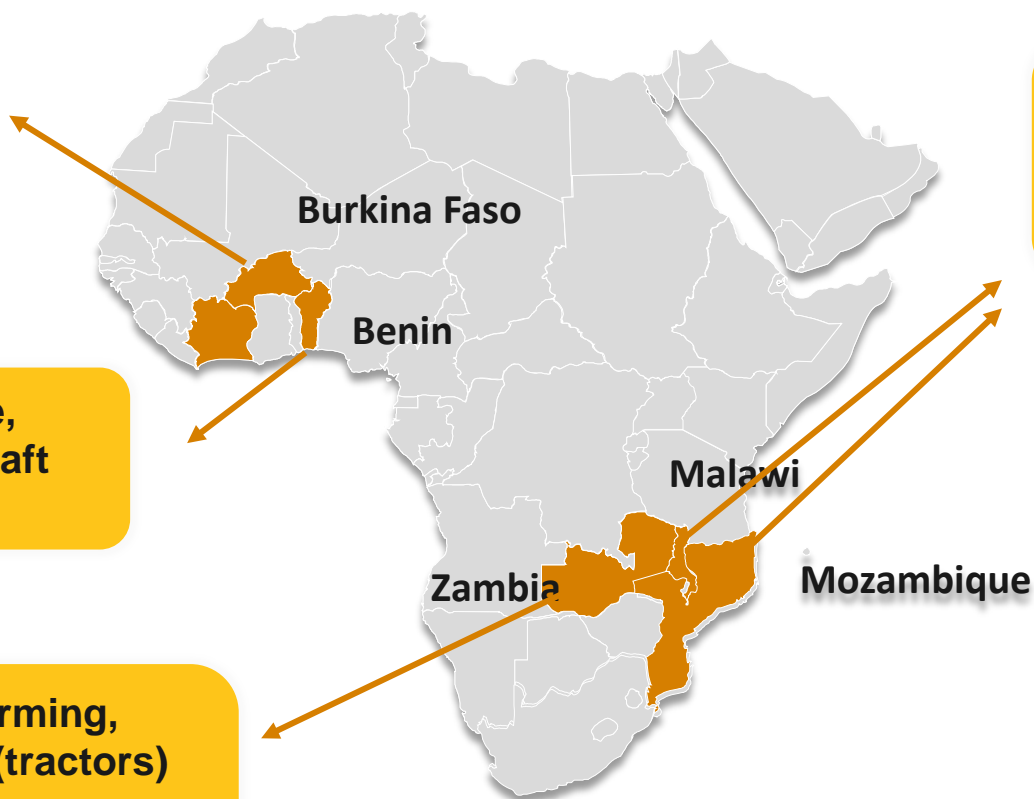 Burkina Faso
Benin
e,
aft
Malawi
Zambia
Mozambique
rming,
(tractors)